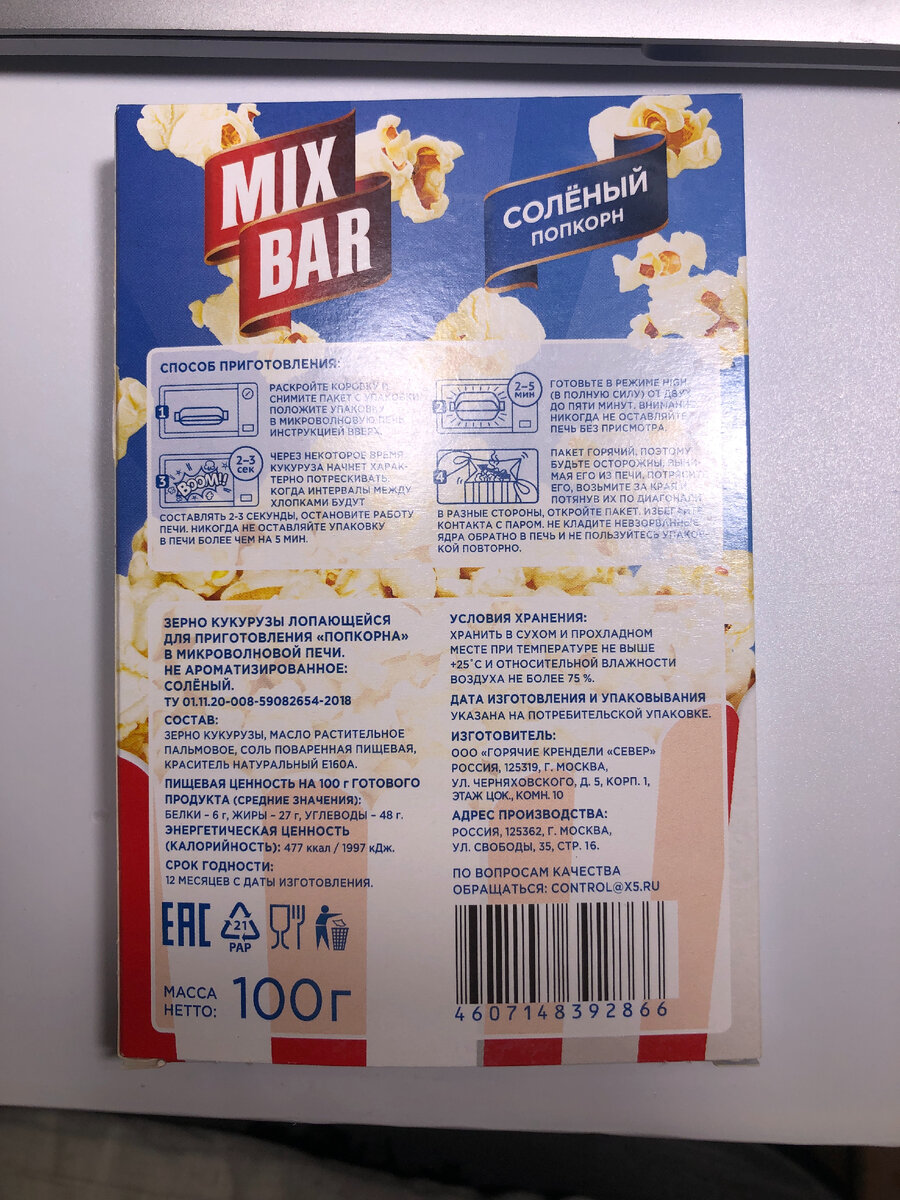 MIX
BAR
СОЛЁНЫЙ
ПОПКОРН
СПОСОБ ПРИГОТОВЛЕНИЯ:
1
РАСКРОЙТЕ КОРОБКУ И
СНИМИТЕ ПАКЕТ С УПАКОВКИ
ПОЛОЖИТЕ УПАКОВКУ
В МИКРОВОЛНОВУЮ ПЕЧЬ
ИНСТРУКЦИЕЙ ВВЕРХ.
2
2–5
МИН
ГОТОВЬТЕ В РЕЖИМЕ HIGH
(В ПОЛНУЮ СИЛУ) ОТ ДВУХ
ДО ПЯТИ МИНУТ. ВНИМАНИЕ
НИКОГДА НЕ ОСТАВЛЯЙТЕ
ПЕЧЬ БЕЗ ПРИСМОТРА.
3
BOOM!!
2–3
СЕК
ЧЕРЕЗ НЕКОТОРОЕ ВРЕМЯ
КУКУРУЗА НАЧНЕТ ХАРАК-
ТЕРНО ПОТРЕСКИВАТЬ.
КОГДА ИНТЕРВАЛЫ МЕЖДУ
ХЛОПКАМИ БУДУТ
СОСТАВЛЯТЬ 2-3 СЕКУНДЫ, ОСТАНОВИТЕ РАБОТУ
ПЕЧИ. НИКОГДА НЕ ОСТАВЛЯЙТЕ УПАКОВКУ
В ПЕЧИ БОЛЕЕ ЧЕМ НА 5 МИН.
4
ПАКЕТ ГОРЯЧИЙ, ПОЭТОМУ
БУДЬТЕ ОСТОРОЖНЫ, ВЫНИ-
МАЯ ЕГО ИЗ ПЕЧИ, ПОТРЯСИТЕ
ЕГО, ВОЗЬМИТЕ ЗА КРАЯ И
ПОТЯНУВ ИХ ПО ДИАГОНАЛИ
В РАЗНЫЕ СТОРОНЫ, ОТКРОЙТЕ ПАКЕТ. ИЗБЕГАЙТЕ
КОНТАКТА С ПАРОМ. НЕ КЛАДИТЕ НЕВЗОРВАННЫЕ
ЯДРА ОБРАТНО В ПЕЧЬ И НЕ ПОЛЬЗУЙТЕСЬ УПАКОВ-
КОЙ ПОВТОРНО.
ЗЕРНО КУКУРУЗЫ ЛОПАЮЩЕЙСЯ
ДЛЯ ПРИГОТОВЛЕНИЯ «ПОПКОРНА»
В МИКРОВОЛНОВОЙ ПЕЧИ.
НЕ АРОМАТИЗИРОВАННОЕ:
СОЛЁНЫЙ.
ТУ 01.11.20-008-59082654-2018
СОСТАВ:
ЗЕРНО КУКУРУЗЫ, МАСЛО РАСТИТЕЛЬНОЕ
ПАЛЬМОВОЕ, СОЛЬ ПОВАРЕННАЯ ПИЩЕВАЯ,
КРАСИТЕЛЬ НАТУРАЛЬНЫЙ Е160А.
ПИЩЕВАЯ ЦЕННОСТЬ НА 100 г ГОТОВОГО
ПРОДУКТА (СРЕДНИЕ ЗНАЧЕНИЯ):
БЕЛКИ – 6 г, ЖИРЫ – 27 г, УГЛЕВОДЫ – 48 г.
ЭНЕРГЕТИЧЕСКАЯ ЦЕННОСТЬ
(КАЛОРИЙНОСТЬ): 477 ккал / 1997 кДж.
СРОК ГОДНОСТИ:
12 МЕСЯЦЕВ С ДАТЫ ИЗГОТОВЛЕНИЯ.
EAC
21
PAP
МАССА
НЕТТО: 100 г
УСЛОВИЯ ХРАНЕНИЯ:
ХРАНИТЬ В СУХОМ И ПРОХЛАДНОМ
МЕСТЕ ПРИ ТЕМПЕРАТУРЕ НЕ ВЫШЕ
+25˚С И ОТНОСИТЕЛЬНОЙ ВЛАЖНОСТИ
ВОЗДУХА НЕ БОЛЕЕ 75 %.
ДАТА ИЗГОТОВЛЕНИЯ И УПАКОВЫВАНИЯ
УКАЗАНА НА ПОТРЕБИТЕЛЬСКОЙ УПАКОВКЕ.
ИЗГОТОВИТЕЛЬ:
ООО «ГОРЯЧИЕ КРЕНДЕЛИ «СЕВЕР»
РОССИЯ, 125319, Г. МОСКВА,
УЛ. ЧЕРНЯХОВСКОГО, Д. 5, КОРП. 1,
ЭТАЖ ЦОК., КОМН. 10
АДРЕС ПРОИЗВОДСТВА:
РОССИЯ, 125362, Г. МОСКВА,
УЛ. СВОБОДЫ, 35, СТР. 16.
ПО ВОПРОСАМ КАЧЕСТВА
ОБРАЩАТЬСЯ: CONTROL@X5.RU
4607148392866